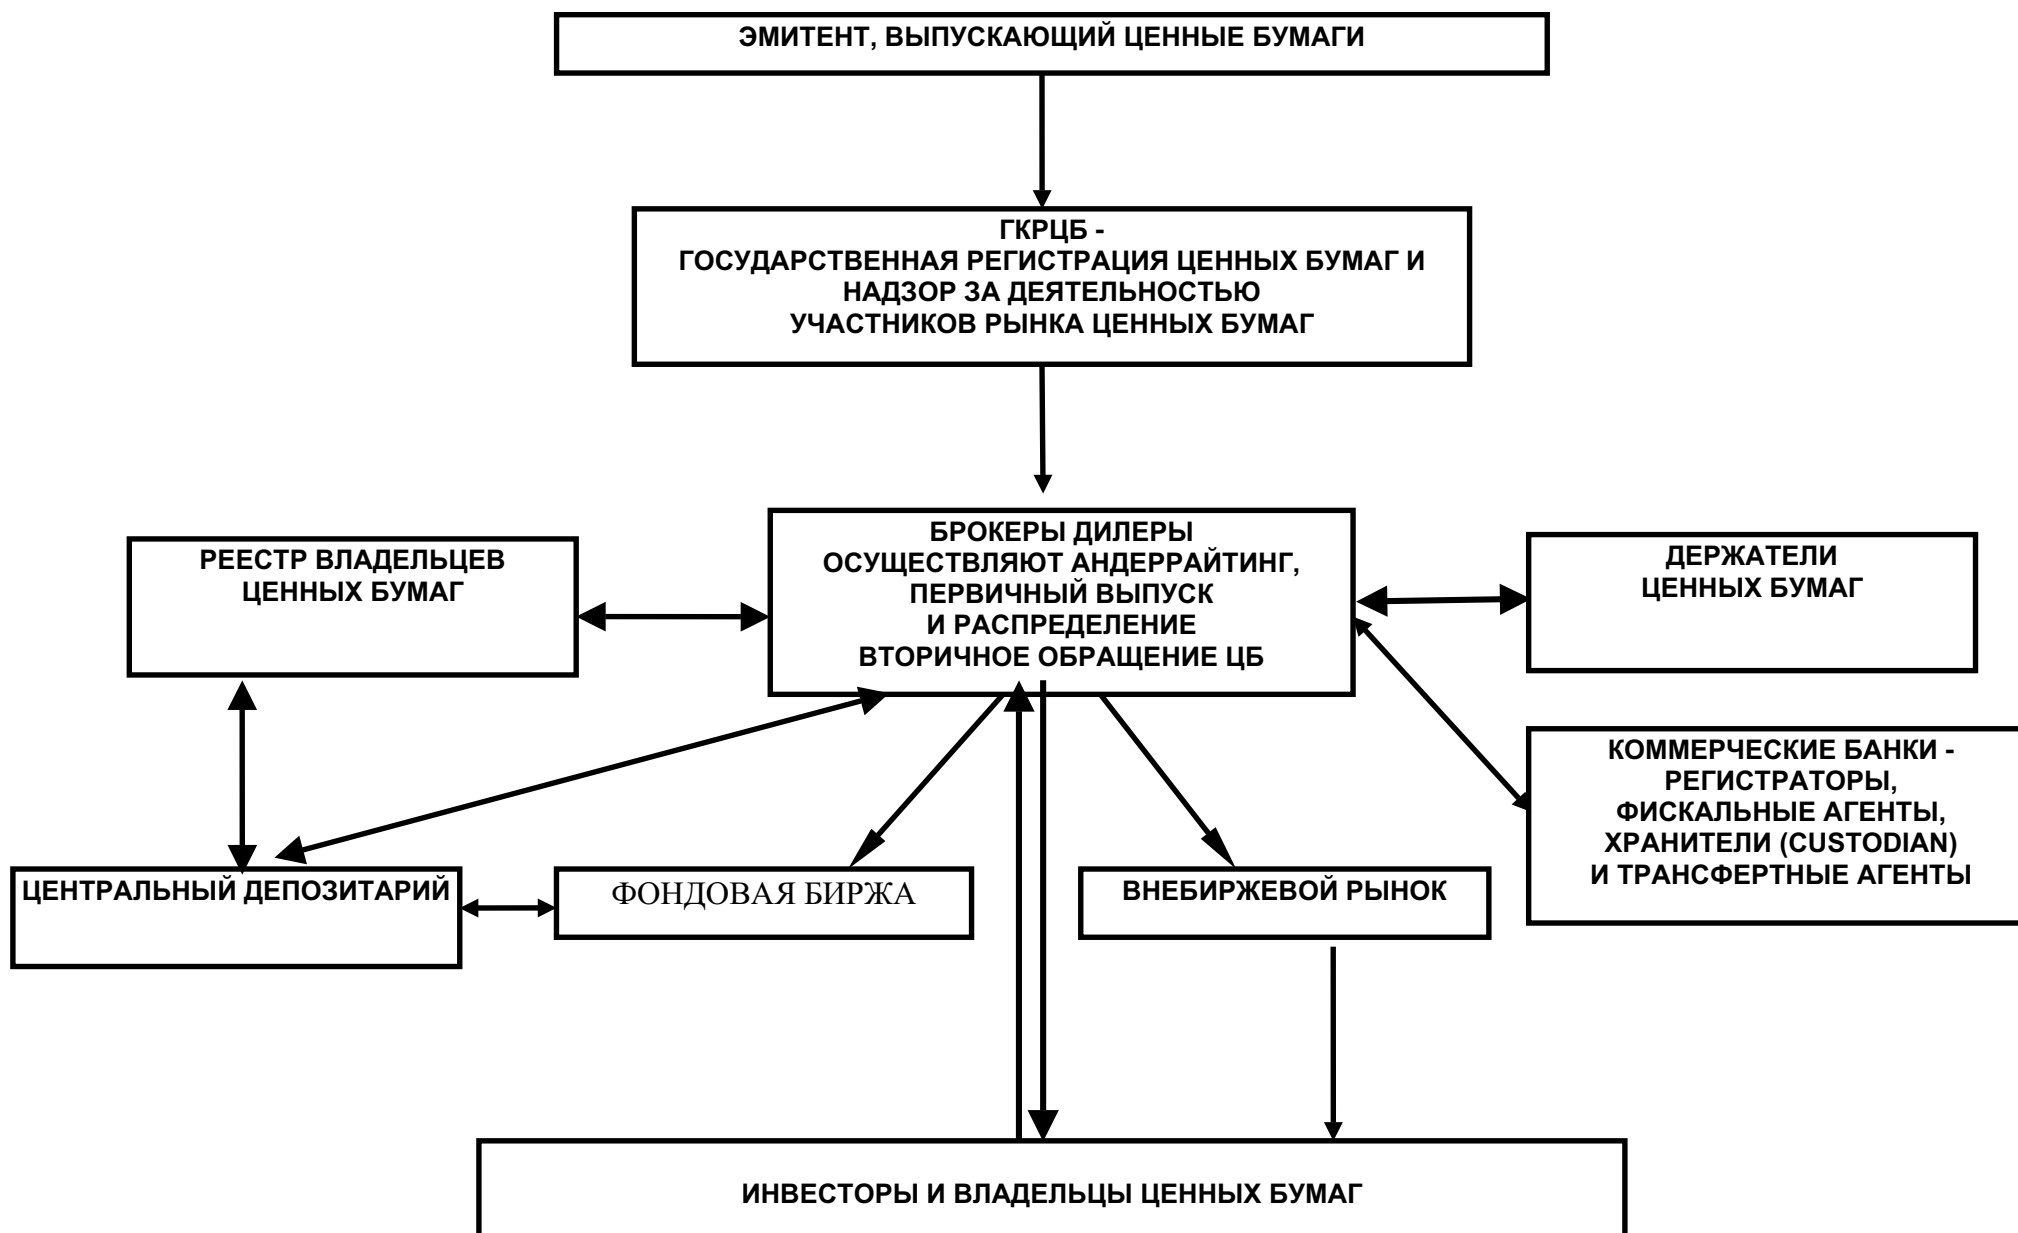 ЭМИТЕНТ, ВЫПУСКАЮЩИЙ ЦЕННЫЕ БУМАГИ
ГКРЦБ -
ГОСУДАРСТВЕННАЯ РЕГИСТРАЦИЯ ЦЕННЫХ БУМАГ И
НАДЗОР ЗА ДЕЯТЕЛЬНОСТЬЮ
УЧАСТНИКОВ РЫНКА ЦЕННЫХ БУМАГ
РЕЕСТР ВЛАДЕЛЬЦЕВ
ЦЕННЫХ БУМАГ
БРОКЕРЫ ДИЛЕРЫ
ОСУЩЕСТВЛЯЮТ АНДЕРРАЙТИНГ,
ПЕРВИЧНЫЙ ВЫПУСК
И РАСПРЕДЕЛЕНИЕ
ВТОРИЧНОЕ ОБРАЩЕНИЕ ЦБ
ДЕРЖАТЕЛИ
ЦЕННЫХ БУМАГ
КОММЕРЧЕСКИЕ БАНКИ -
РЕГИСТРАТОРЫ,
ФИСКАЛЬНЫЕ АГЕНТЫ,
ХРАНИТЕЛИ (CUSTODIAN)
И ТРАНСФЕРТНЫЕ АГЕНТЫ
ЦЕНТРАЛЬНЫЙ ДЕПОЗИТАРИЙ
ФОНДОВАЯ БИРЖА
ВНЕБИРЖЕВОЙ РЫНОК
ИНВЕСТОРЫ И ВЛАДЕЛЬЦЫ ЦЕННЫХ БУМАГ